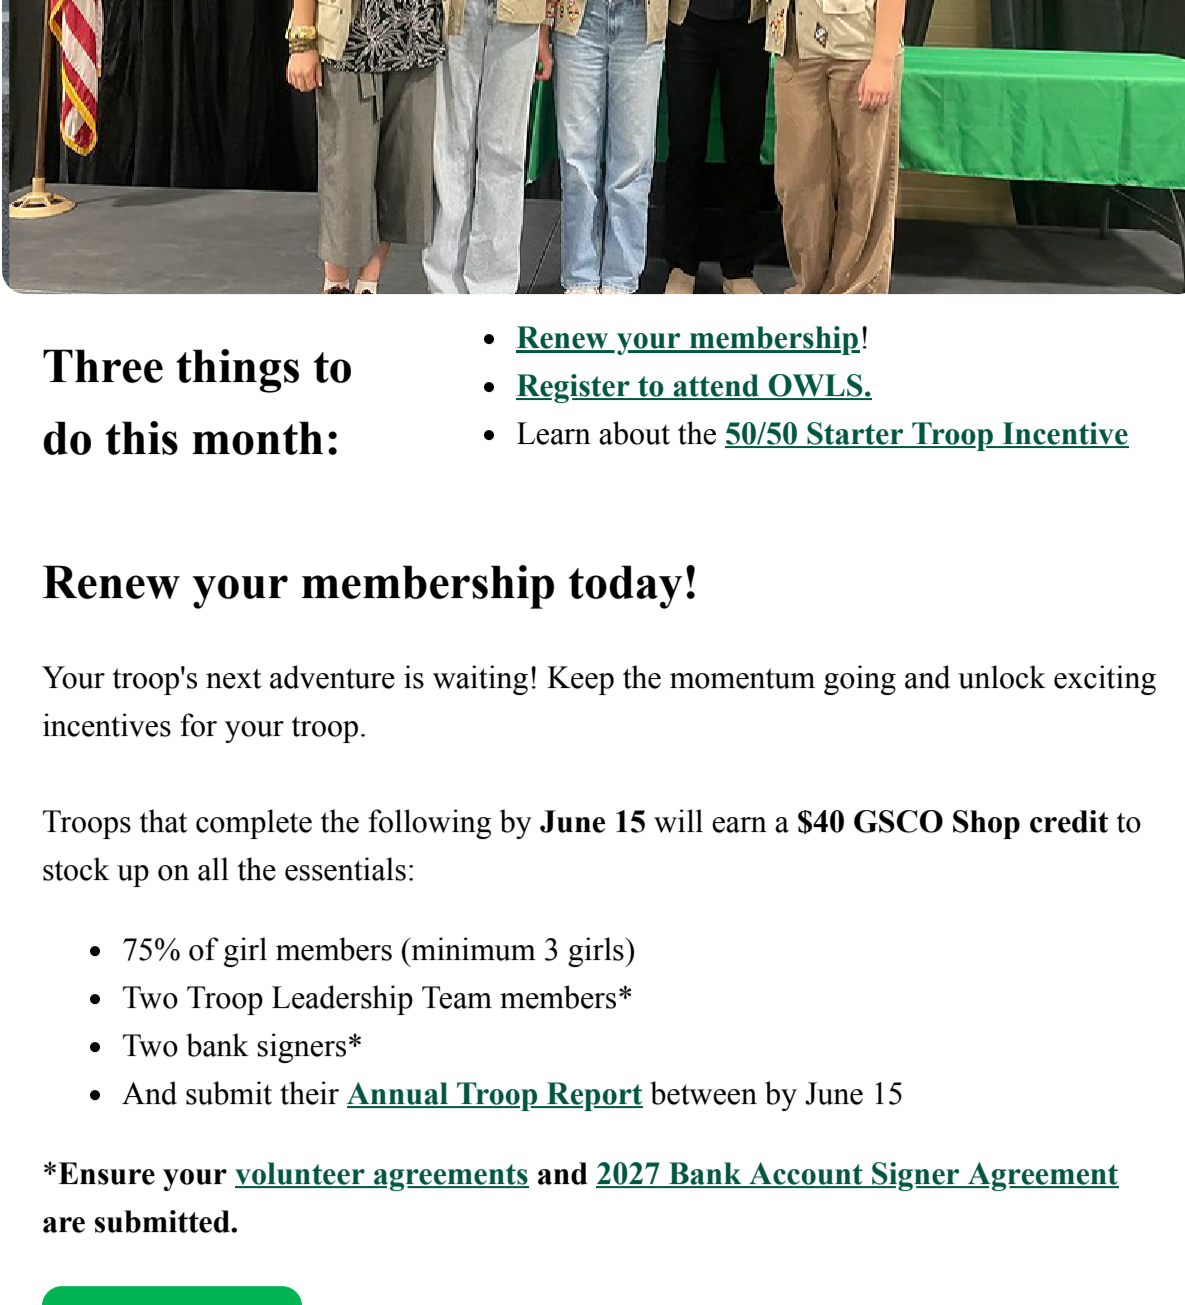 Three things to
do this month:
Renew your membership!
Register to attend OWLS.
Learn about the 50/50 Starter Troop Incentive
Renew your membership today!
Your troop's next adventure is waiting! Keep the momentum going and unlock exciting
incentives for your troop.
Troops that complete the following by June 15 will earn a $40 GSCO Shop credit to
stock up on all the essentials:
75% of girl members (minimum 3 girls)
Two Troop Leadership Team members*
Two bank signers*
And submit their Annual Troop Report between by June 15
*Ensure your volunteer agreements and 2027 Bank Account Signer Agreement
are submitted.